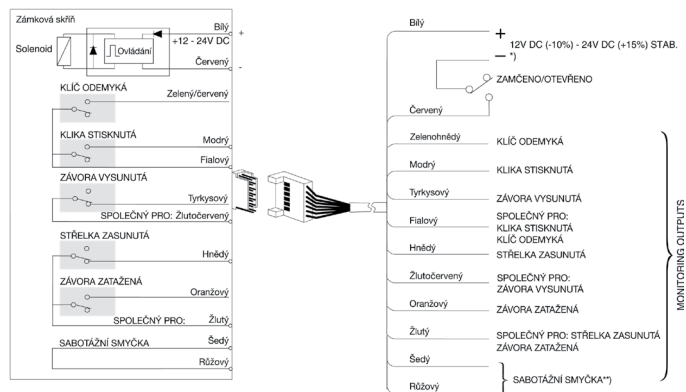 Zámková skříň
Solenoid
Ovládání
Bílý
+
+12 - 24V DC
Červený
-
KLÍČ ODEMYKÁ
Zelený/červený
KLIKA STISKNUTÁ
Modrý
Fialový
ZÁVORA VYSUNUTÁ
Tyrkysový
SPOLEČNÝ PRO: Žlutočervený
STŘELKA ZASUNUTÁ
Hnědý
ZÁVORA ZATAŽENÁ
Oranžový
SPOLEČNÝ PRO: Žlutý
SABOTÁŽNÍ SMYČKA
Šedý
Růžový
Bílý
+
12V DC (-10%) - 24V DC (+15%) STAB.
− *)
ZAMČENO/OTEVŘENO
Červený
Zelenohnědý
KLÍČ ODEMYKÁ
Modrý
KLIKA STISKNUTÁ
Tyrkysový
ZÁVORA VYSUNUTÁ
Fialový
SPOLEČNÝ PRO:
KLIKA STISKNUTÁ
KLÍČ ODEMYKÁ
Hnědý
STŘELKA ZASUNUTÁ
Žlutočervený
SPOLEČNÝ PRO:
ZÁVORA VYSUNUTÁ
Oranžový
ZÁVORA ZATAŽENÁ
Žlutý
SPOLEČNÝ PRO: STŘELKA ZASUNUTÁ
ZÁVORA ZATAŽENÁ
Šedý
SABOTÁŽNÍ SMYČKA**)
Růžový
MONITORING OUTPUTS